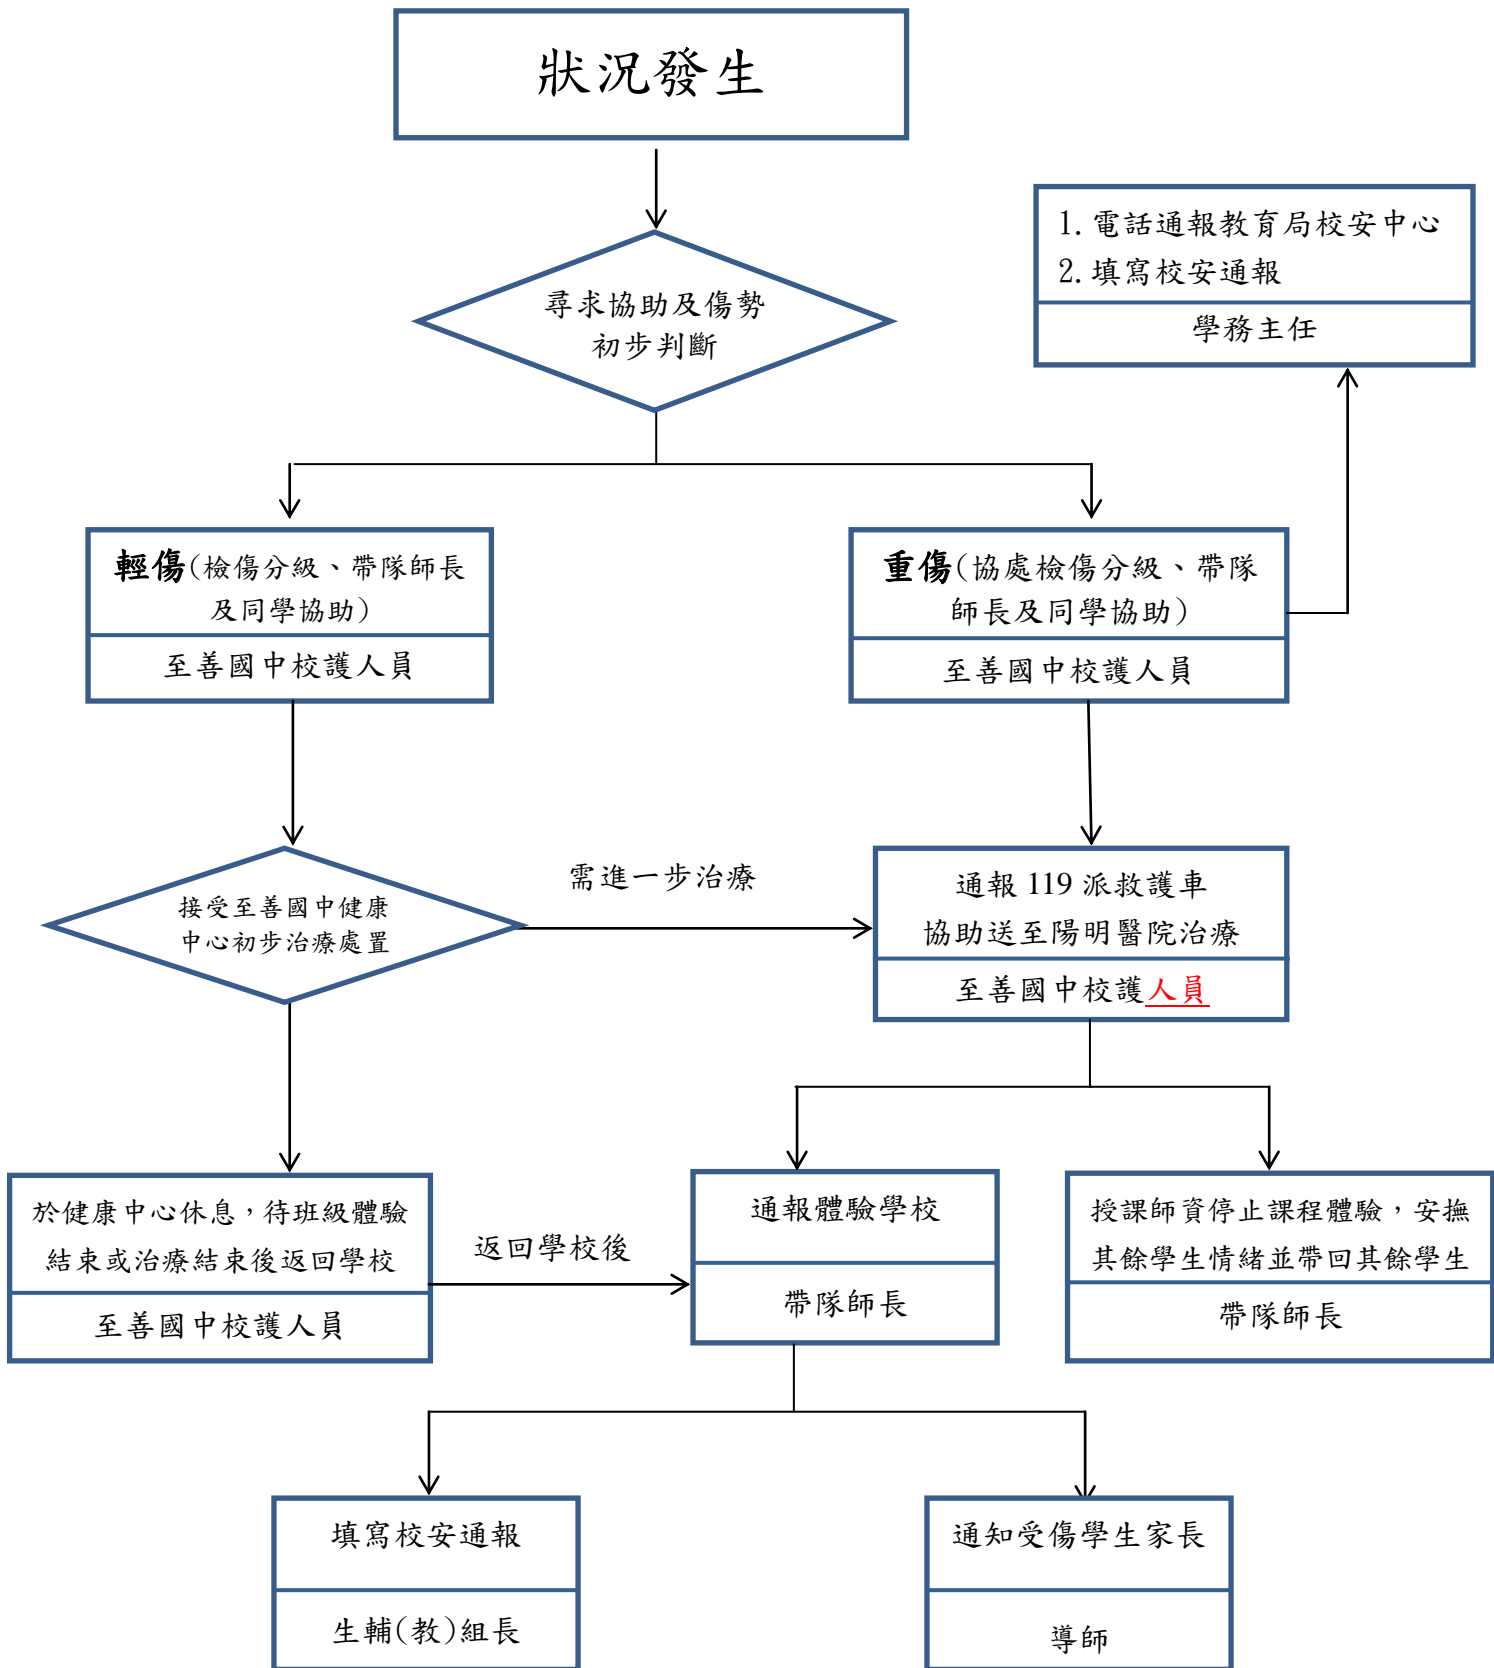 狀況發生
1. 電話通報教育局校安中心
2. 填寫校安通報
學務主任
尋求協助及傷勢
初步判斷
輕傷(檢傷分級、帶隊師長
及同學協助)
至善國中校護人員
重傷(協處檢傷分級、帶隊
師長及同學協助)
至善國中校護人員
接受至善國中健康
中心初步治療處置
需進一步治療
通報 119 派救護車
協助送至陽明醫院治療
至善國中校護人員
於健康中心休息，待班級體驗
結束或治療結束後返回學校
至善國中校護人員
返回學校後
通報體驗學校
帶隊師長
授課師資停止課程體驗，安撫
其餘學生情緒並帶回其餘學生
帶隊師長
填寫校安通報
生輔(教)組長
通知受傷學生家長
導師